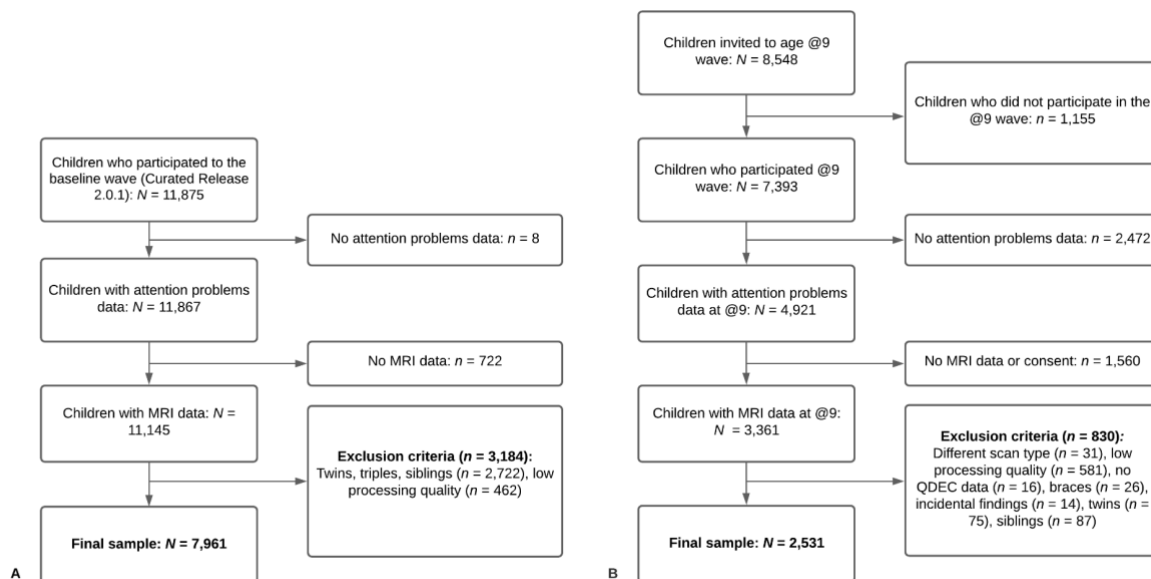 Children who participated to the
baseline wave (Curated Release
2.0.1): N = 11,875
No attention problems data: n = 8
Children with attention problems
data: N = 11,867
No MRI data: n = 722
Children with MRI data: N =
11,145
Exclusion criteria (n = 3,184):
Twins, triples, siblings (n = 2,722), low
processing quality (n = 462)
Final sample: N = 7,961
A
Children invited to age @9
wave: N = 8,548
Children who did not participate in the
@9 wave: n = 1,155
Children who participated @9
wave: N = 7,393
No attention problems data: n = 2,472
Children with attention problems
data at @9: N = 4,921
No MRI data or consent: n = 1,560
Children with MRI data at @9:
N = 3,361
Exclusion criteria (n = 830):
Different scan type (n = 31), low
processing quality (n = 581), no
QDEC data (n = 16), braces (n = 26),
incidental findings (n = 14), twins (n =
75), siblings (n = 87)
Final sample: N = 2,531
B